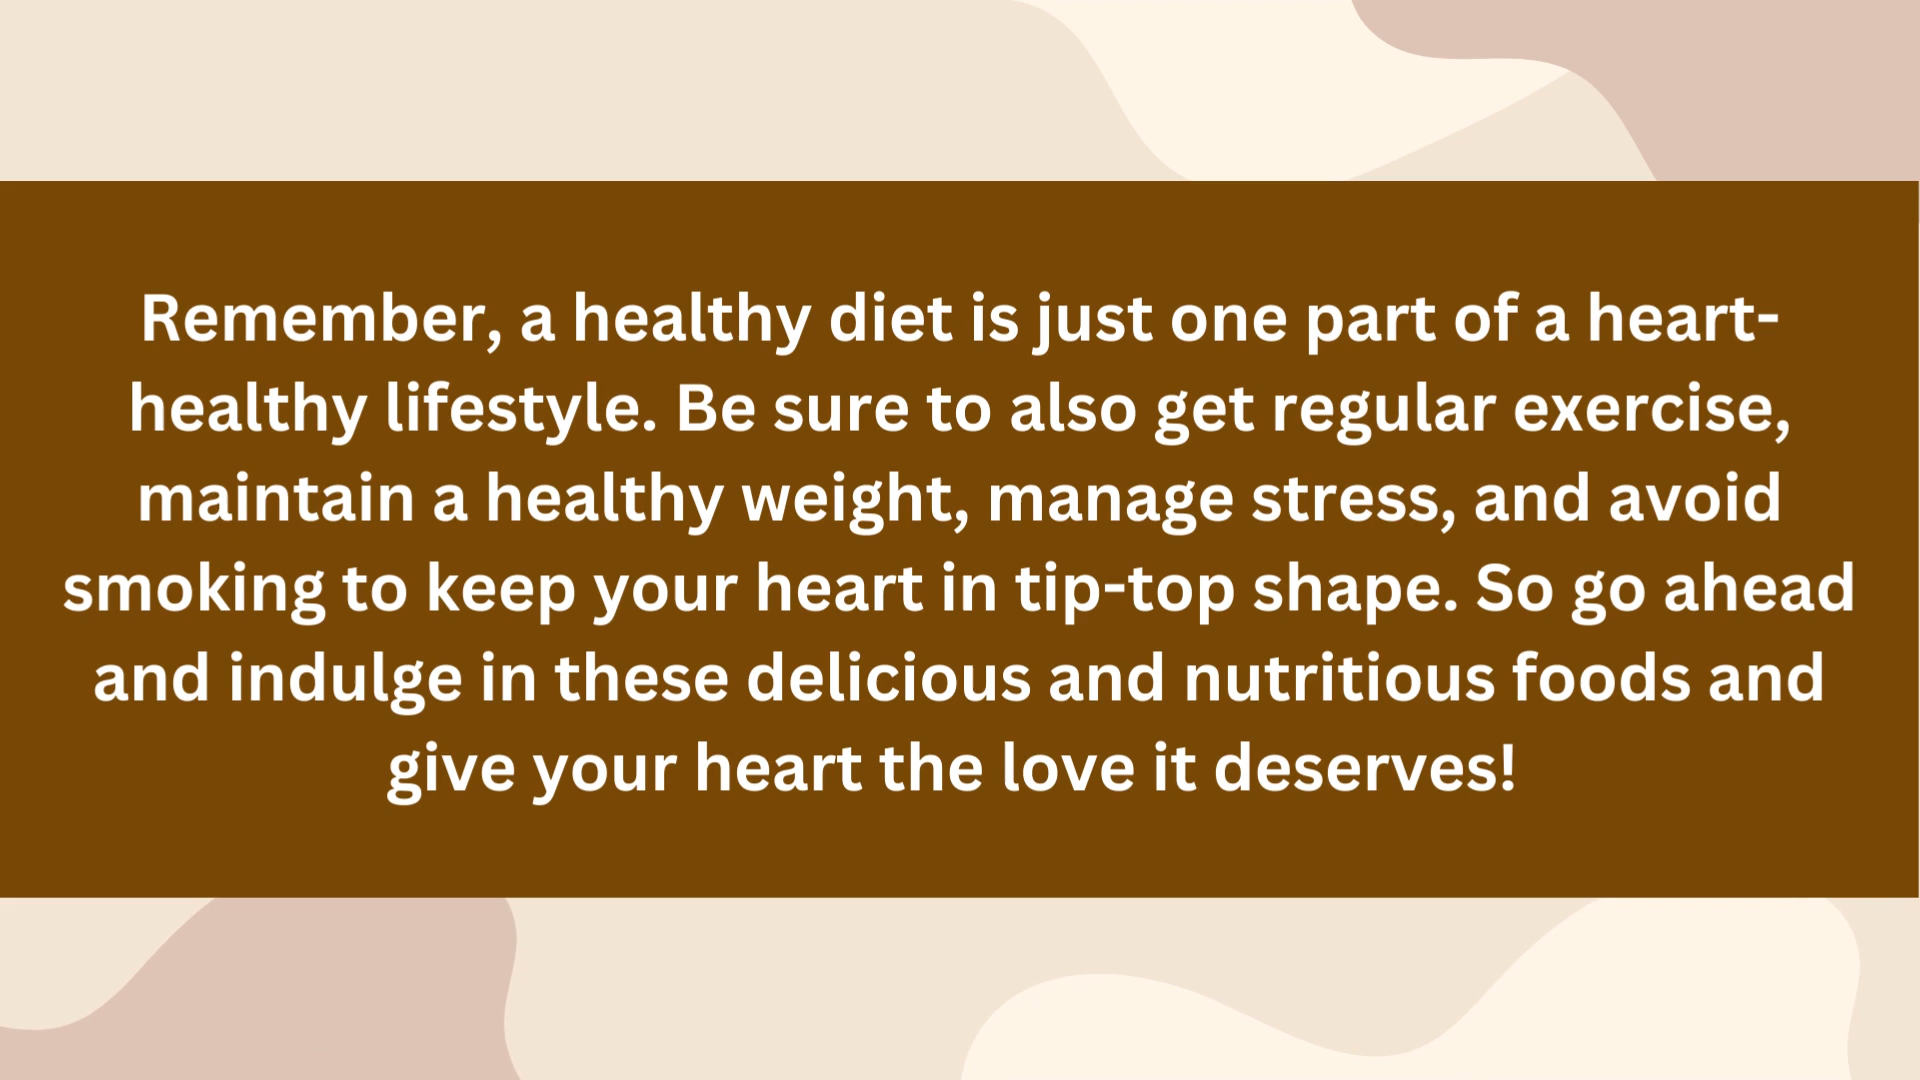 Remember, a healthy diet is just one part of a heart-
healthy lifestyle. Be sure to also get regular exercise,
maintain a healthy weight, manage stress, and avoid
smoking to keep your heart in tip-top shape. So go ahead
and indulge in these delicious and nutritious foods and
give your heart the love it deserves!